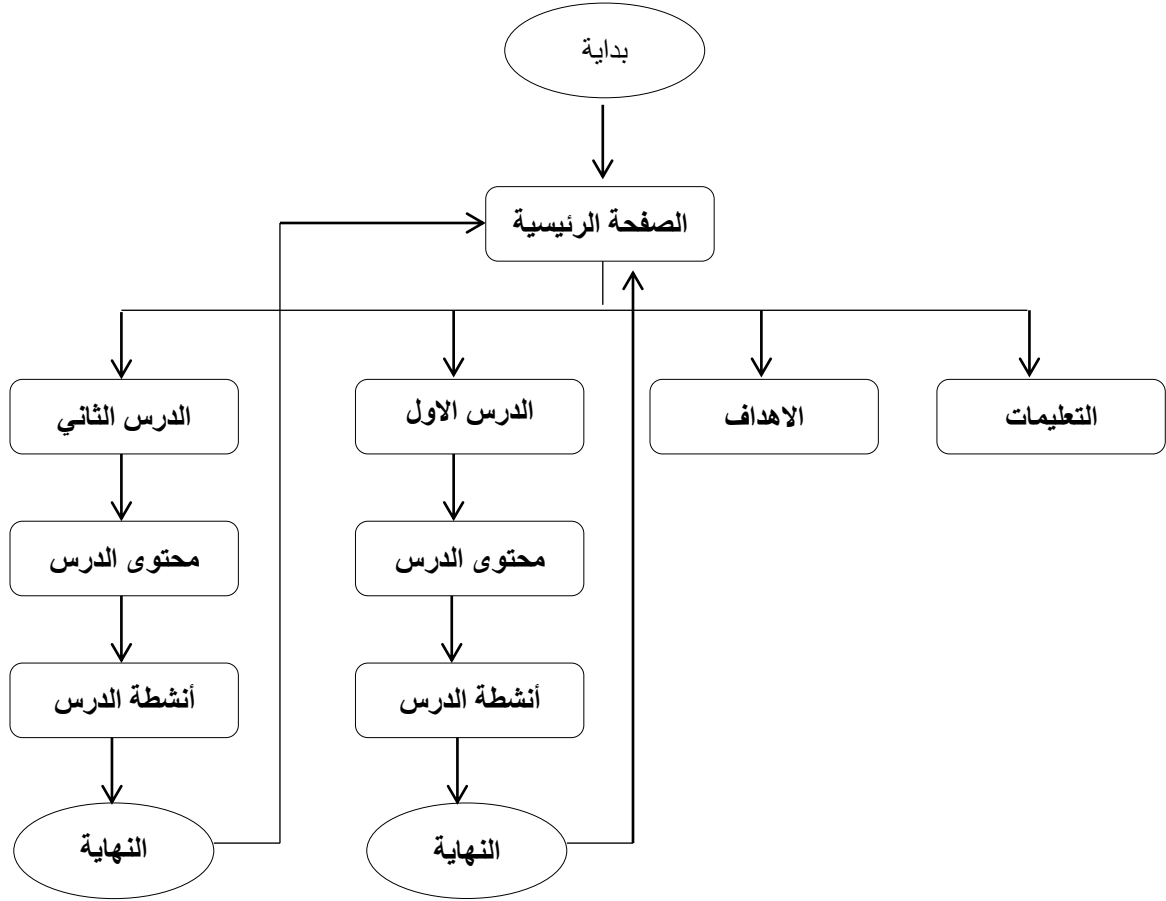 بداية
الصفحة الرئيسية
التعليمات
الاهداف
الدرس الاول
الدرس الثاني
محتوى الدرس
محتوى الدرس
أنشطة الدرس
أنشطة الدرس
النهاية
النهاية